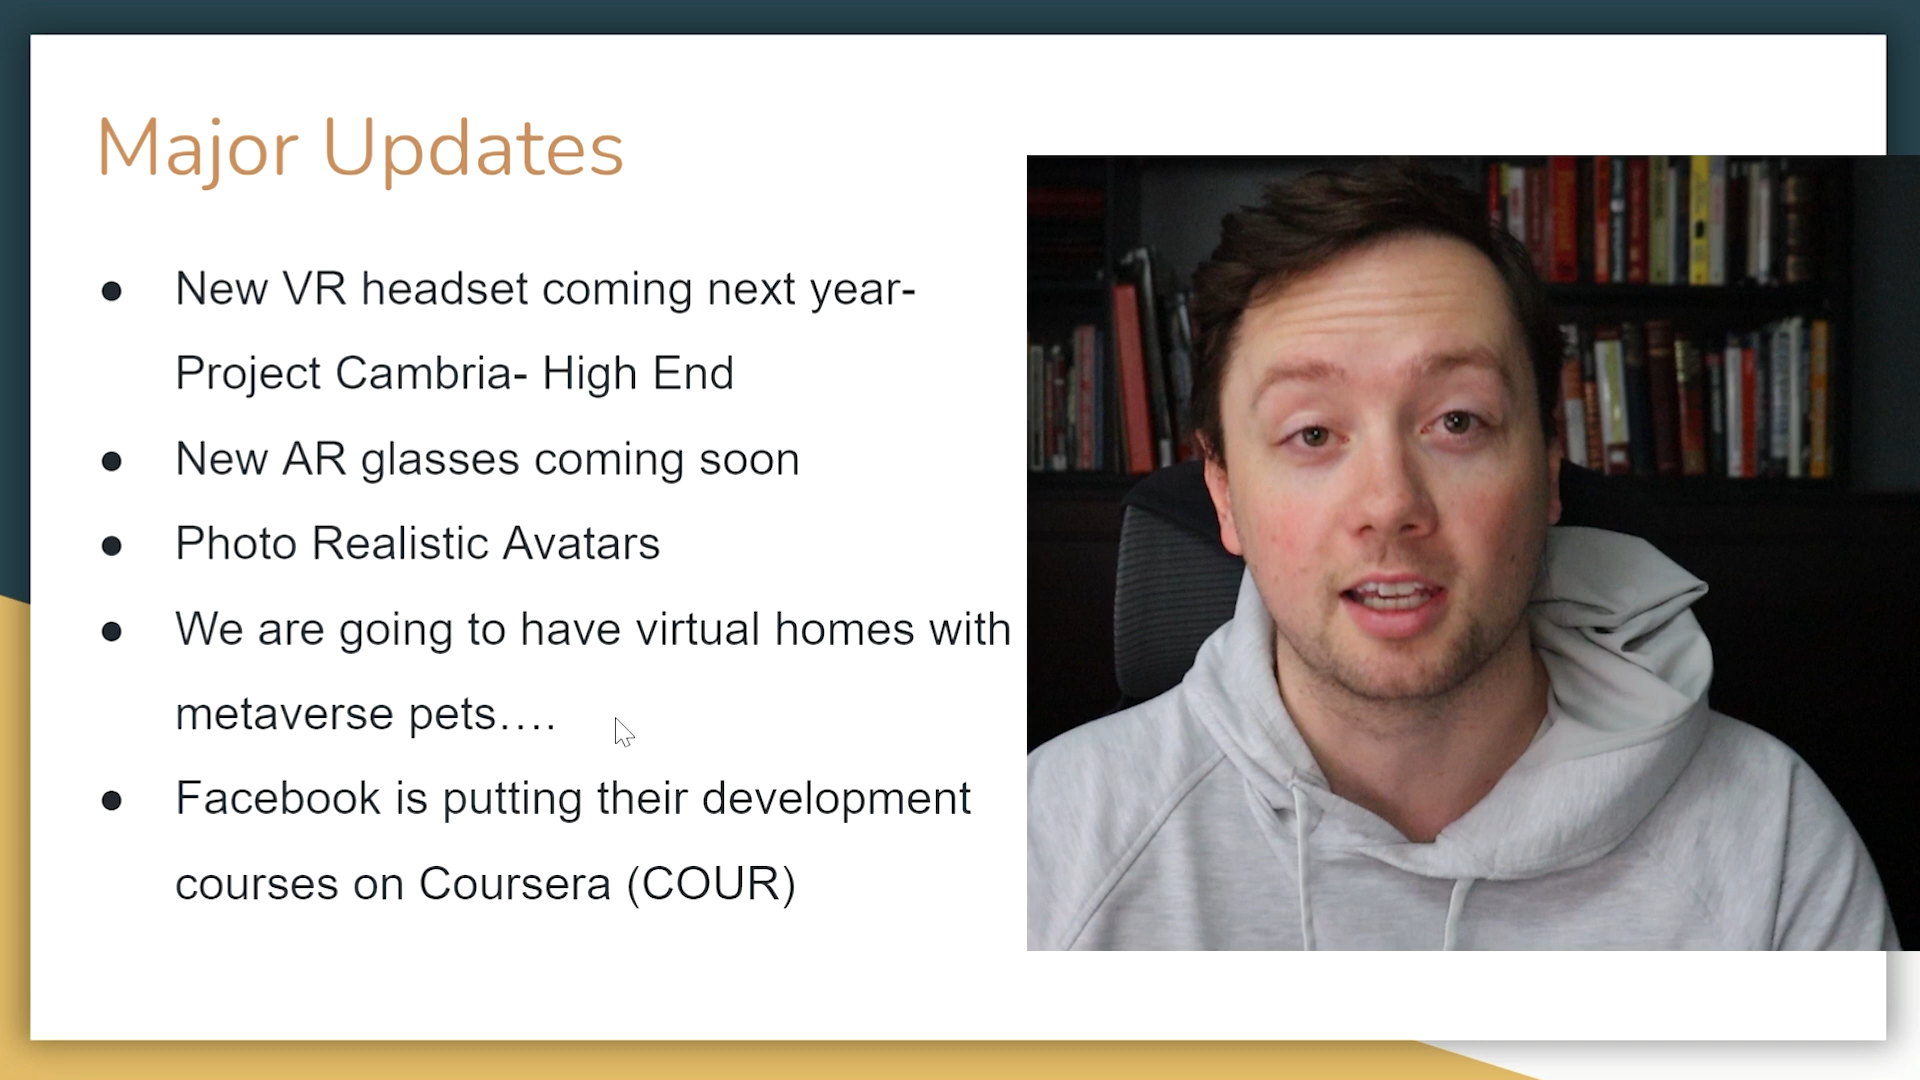 Major Updates
● New VR headset coming next year-
Project Cambria- High End
● New AR glasses coming soon
● Photo Realistic Avatars
● We are going to have virtual homes with
metaverse pets….
● Facebook is putting their development
courses on Coursera (COUR)